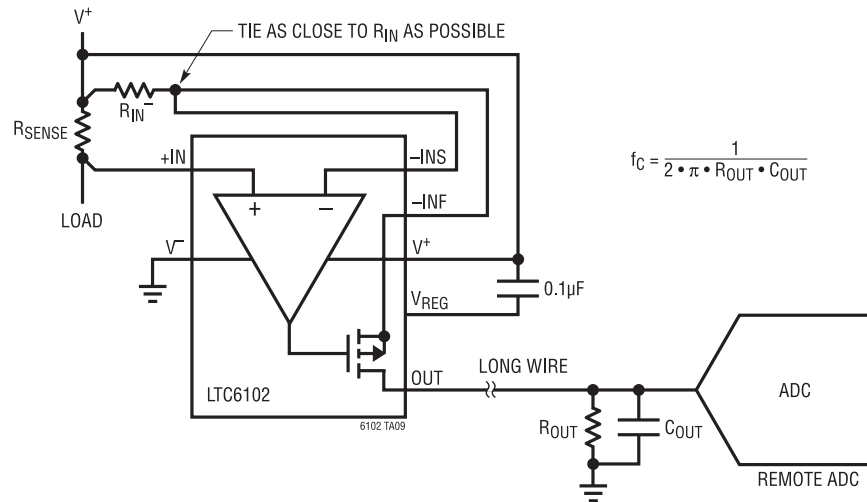 V+
TIE AS CLOSE TO RIN AS POSSIBLE
RIN–
RSENSE
+IN
–INS
fC = 1 / 2 • π • ROUT • COUT
–INF
LOAD
+ –
V–
V+
0.1µF
VREG
LTC6102
OUT
LONG WIRE
ADC
6102 TA09
ROUT
COUT
REMOTE ADC